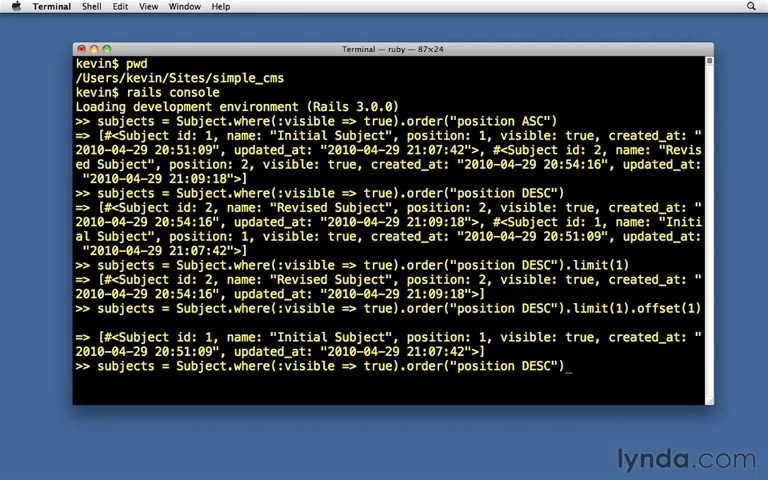 Terminal Shell Edit View Window Help
Terminal — ruby — 87×24
kevin$ pwd
/Users/kevin/Sites/simple_cms
kevin$ rails console
Loading development environment (Rails 3.0.0)
>> subjects = Subject.where(:visible => true).order("position ASC")
=> [#<Subject id: 1, name: "Initial Subject", position: 1, visible: true, created_at: "
2010-04-29 20:51:09", updated_at: "2010-04-29 21:07:42">, #<Subject id: 2, name: "Revis
ed Subject", position: 2, visible: true, created_at: "2010-04-29 20:54:16", updated_at:
 "2010-04-29 21:09:18">]
>> subjects = Subject.where(:visible => true).order("position DESC")
=> [#<Subject id: 2, name: "Revised Subject", position: 2, visible: true, created_at: "
2010-04-29 20:54:16", updated_at: "2010-04-29 21:09:18">, #<Subject id: 1, name: "Initi
al Subject", position: 1, visible: true, created_at: "2010-04-29 20:51:09", updated_at:
 "2010-04-29 21:07:42">]
>> subjects = Subject.where(:visible => true).order("position DESC").limit(1)
=> [#<Subject id: 2, name: "Revised Subject", position: 2, visible: true, created_at: "
2010-04-29 20:54:16", updated_at: "2010-04-29 21:09:18">]
>> subjects = Subject.where(:visible => true).order("position DESC").limit(1).offset(1)
=> [#<Subject id: 1, name: "Initial Subject", position: 1, visible: true, created_at: "
2010-04-29 20:51:09", updated_at: "2010-04-29 21:07:42">]
>> subjects = Subject.where(:visible => true).order("position DESC")_
lynda.com